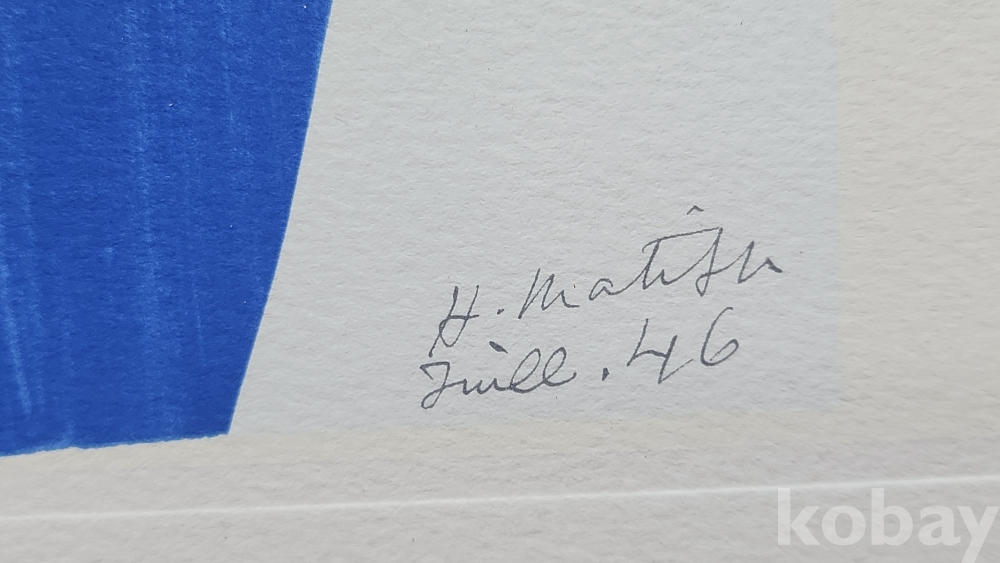 H. Matisse
Juill. 46
kobay